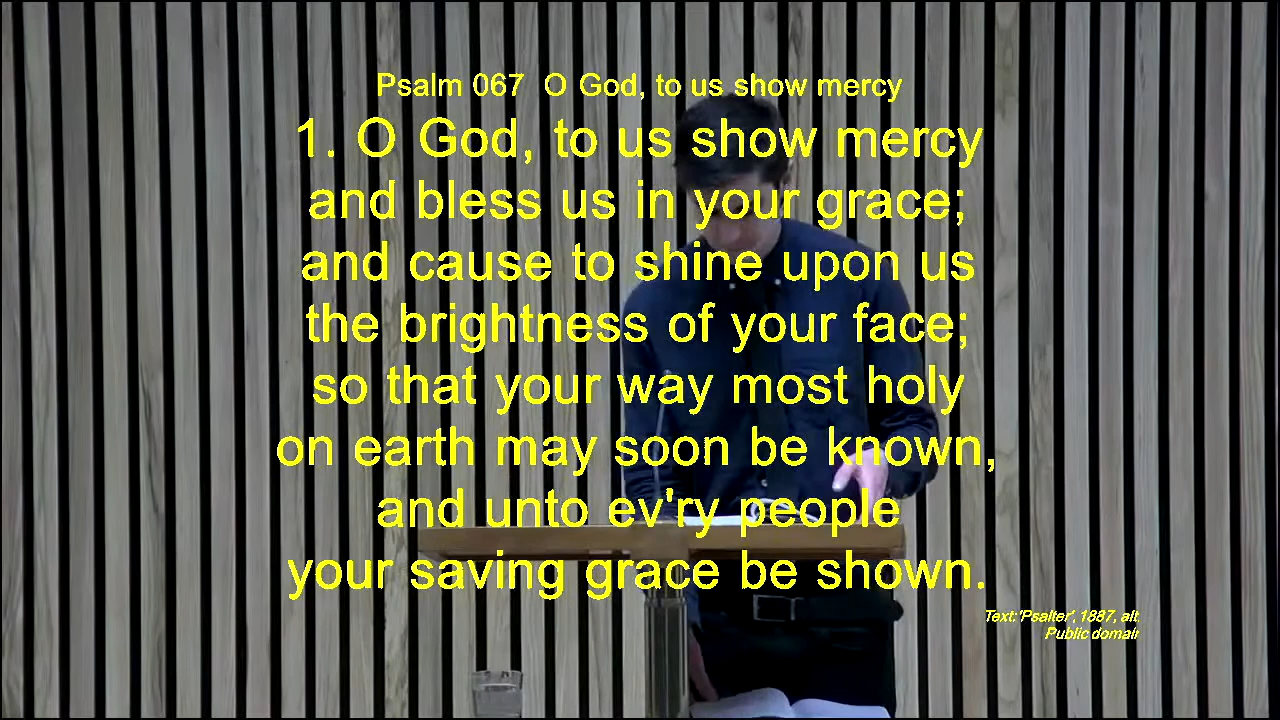 Psalm 067  O God, to us show mercy
1. O God, to us show mercy
and bless us in your grace;
and cause to shine upon us
the brightness of your face;
so that your way most holy
on earth may soon be known,
and unto ev'ry people
your saving grace be shown.
Text:'Psalter', 1887, alt
Public domain